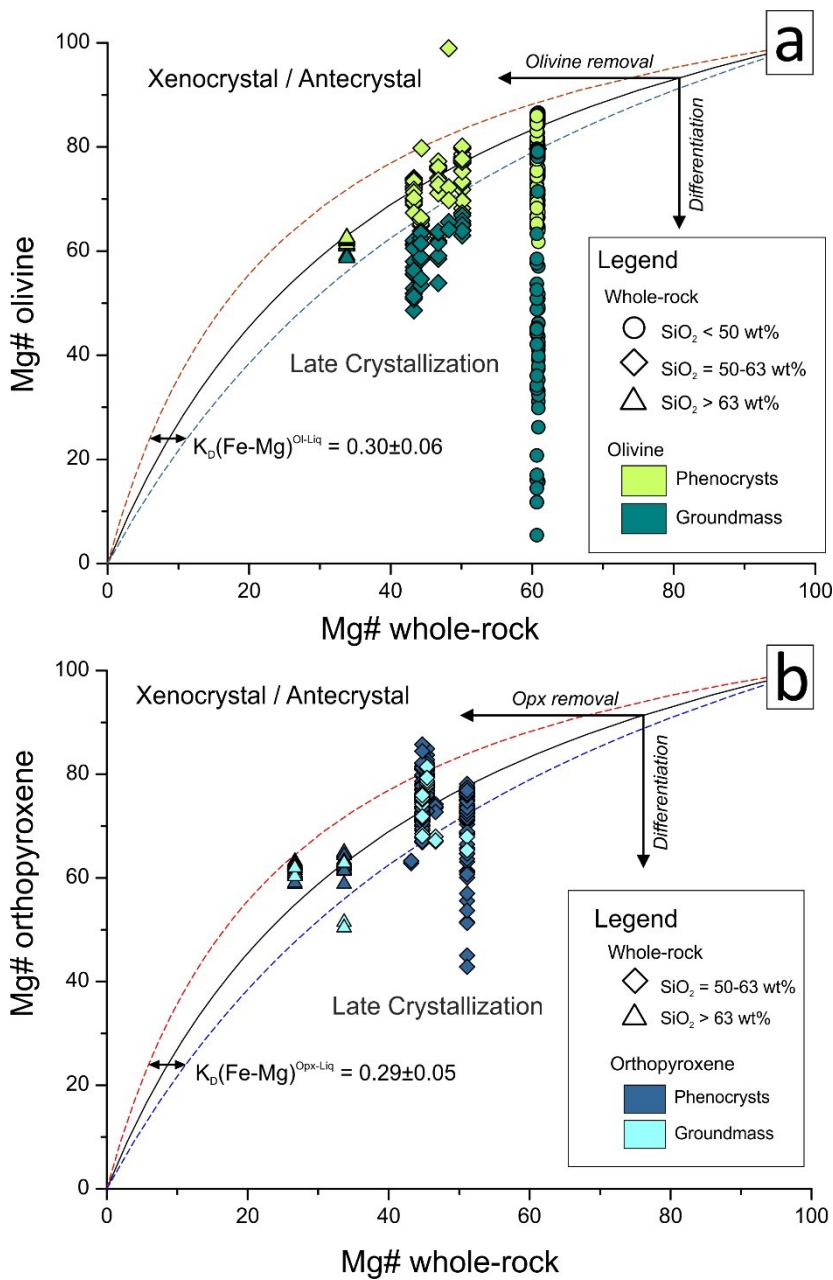 a
100
80
60
40
20
0
Mg# olivine
Xenocrystal / Antecrystal
Olivine removal
Differentiation
Late Crystallization
K_D(Fe-Mg)^Ol-Liq = 0.30±0.06
Legend
Whole-rock
SiO₂ < 50 wt%
SiO₂ = 50-63 wt%
SiO₂ > 63 wt%
Olivine
Phenocrysts
Groundmass
0 20 40 60 80 100
Mg# whole-rock
b
100
80
60
40
20
0
Mg# orthopyroxene
Xenocrystal / Antecrystal
Opx removal
Differentiation
Late Crystallization
K_D(Fe-Mg)^Opx-Liq = 0.29±0.05
Legend
Whole-rock
SiO₂ = 50-63 wt%
SiO₂ > 63 wt%
Orthopyroxene
Phenocrysts
Groundmass
0 20 40 60 80 100
Mg# whole-rock